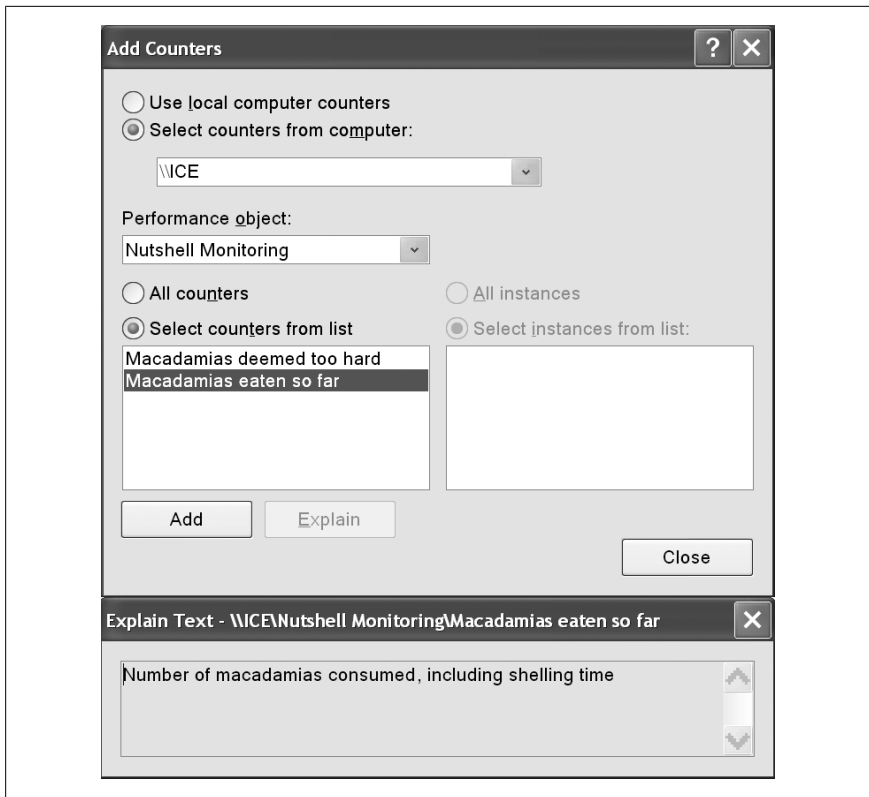 Add Counters
?
Use local computer counters
Select counters from computer:
\\ICE
Performance object:
Nutshell Monitoring
All counters
All instances
Select counters from list
Select instances from list:
Macadamias deemed too hard
Macadamias eaten so far
Add
Explain
Close
Explain Text - \\ICE\Nutshell Monitoring\Macadamias eaten so far
Number of macadamias consumed, including shelling time